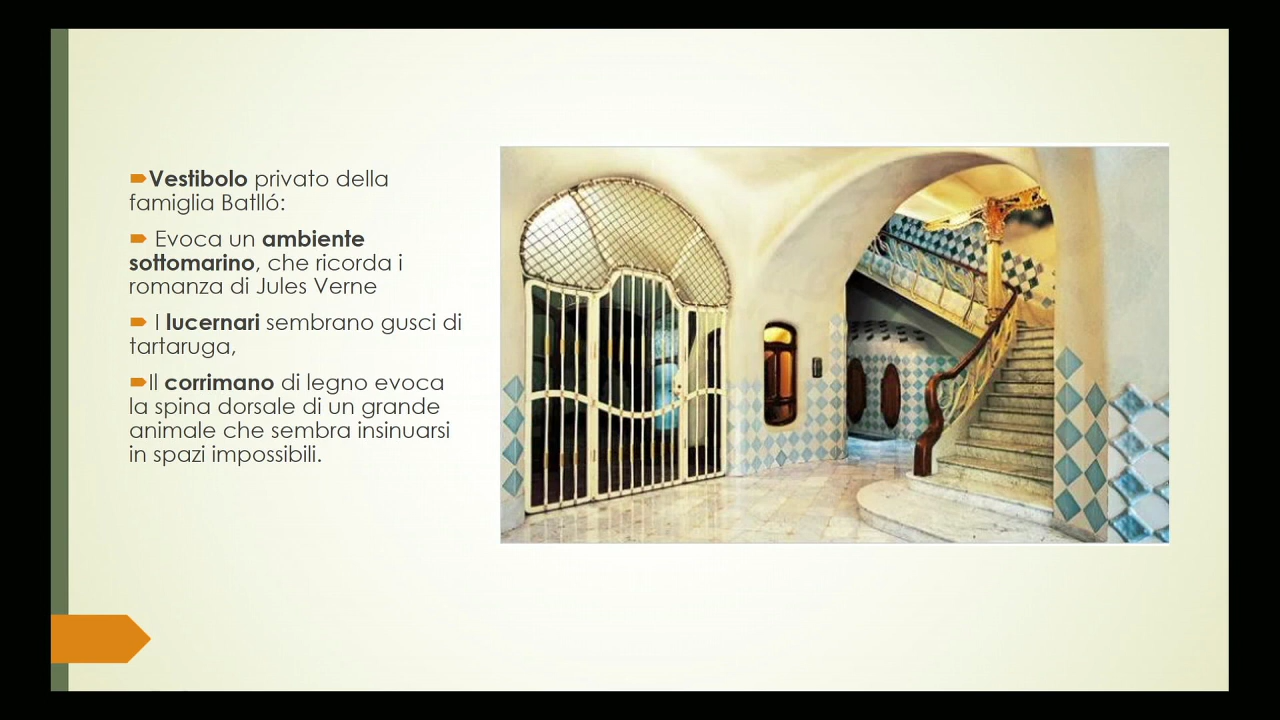 Vestibolo privato della
famiglia Batlló:
Evoca un ambiente
sottomarino, che ricorda i
romanza di Jules Verne
I lucernari sembrano gusci di
tartaruga,
Il corrimano di legno evoca
la spina dorsale di un grande
animale che sembra insinuarsi
in spazi impossibili.